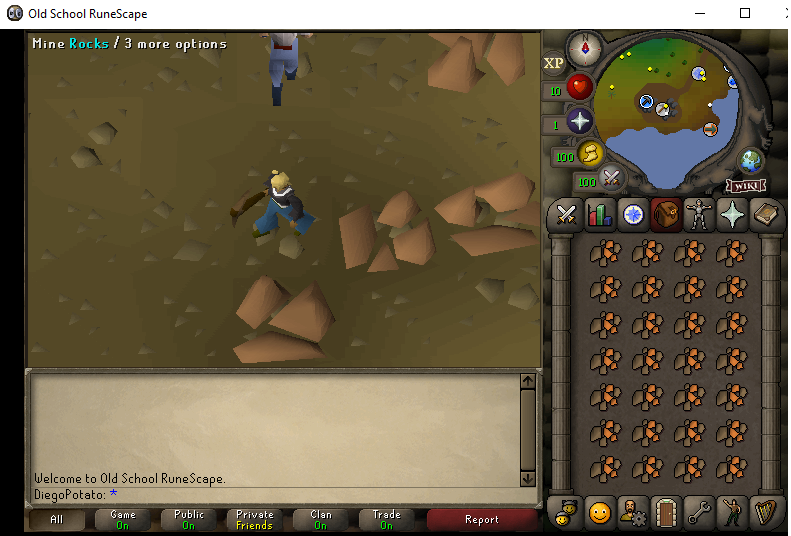 Old School RuneScape
Mine Rocks / 3 more options
N
XP
10
1
100
100
WIKI
Welcome to Old School RuneScape.
DiegoPotato: *
All
Game
On
Public
On
Private
Friends
Clan
On
Trade
On
Report